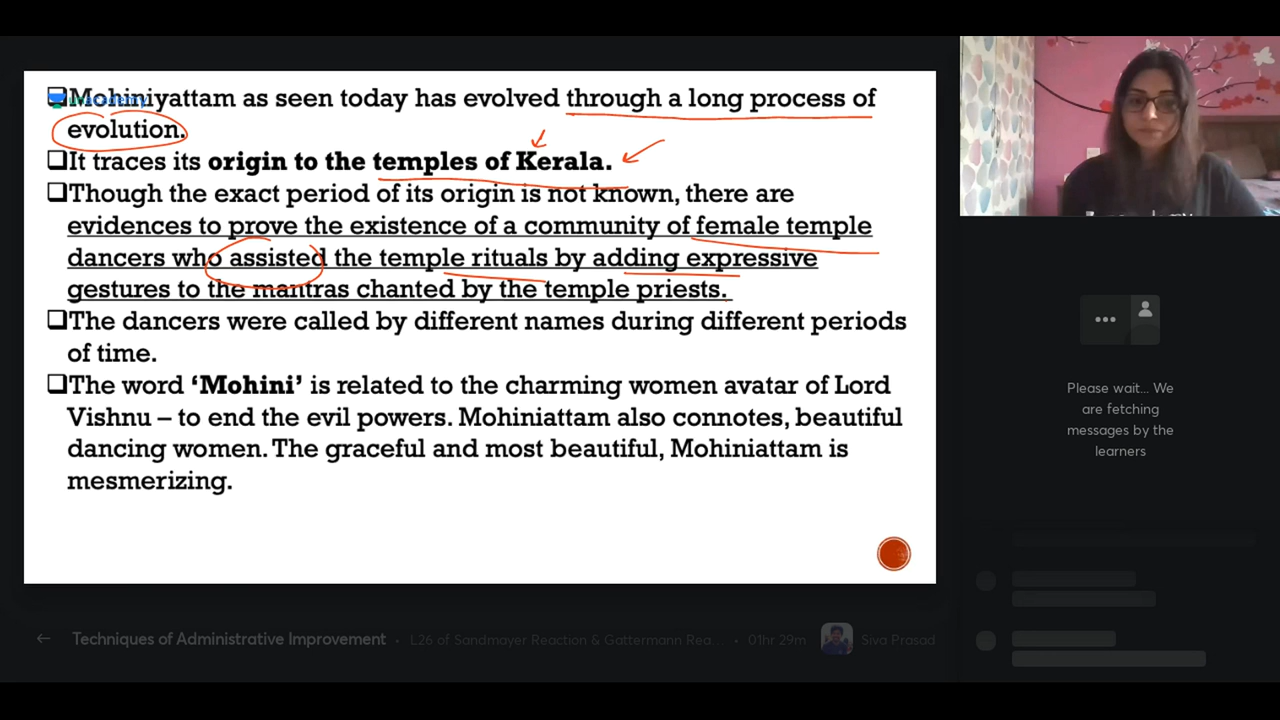 ❑Mohiniyattam as seen today has evolved through a long process of
evolution.
❑It traces its origin to the temples of Kerala.
❑Though the exact period of its origin is not known, there are
evidences to prove the existence of a community of female temple
dancers who assisted the temple rituals by adding expressive
gestures to the mantras chanted by the temple priests.
❑The dancers were called by different names during different periods
of time.
❑The word ‘Mohini’ is related to the charming women avatar of Lord
Vishnu – to end the evil powers. Mohiniattam also connotes, beautiful
dancing women. The graceful and most beautiful, Mohiniattam is
mesmerizing.
Please wait... We
are fetching
messages by the
learners
Techniques of Administrative Improvement • L26 of Sandmayer Reaction & Gattermann Rea... • 01hr 29m Siva Prasad